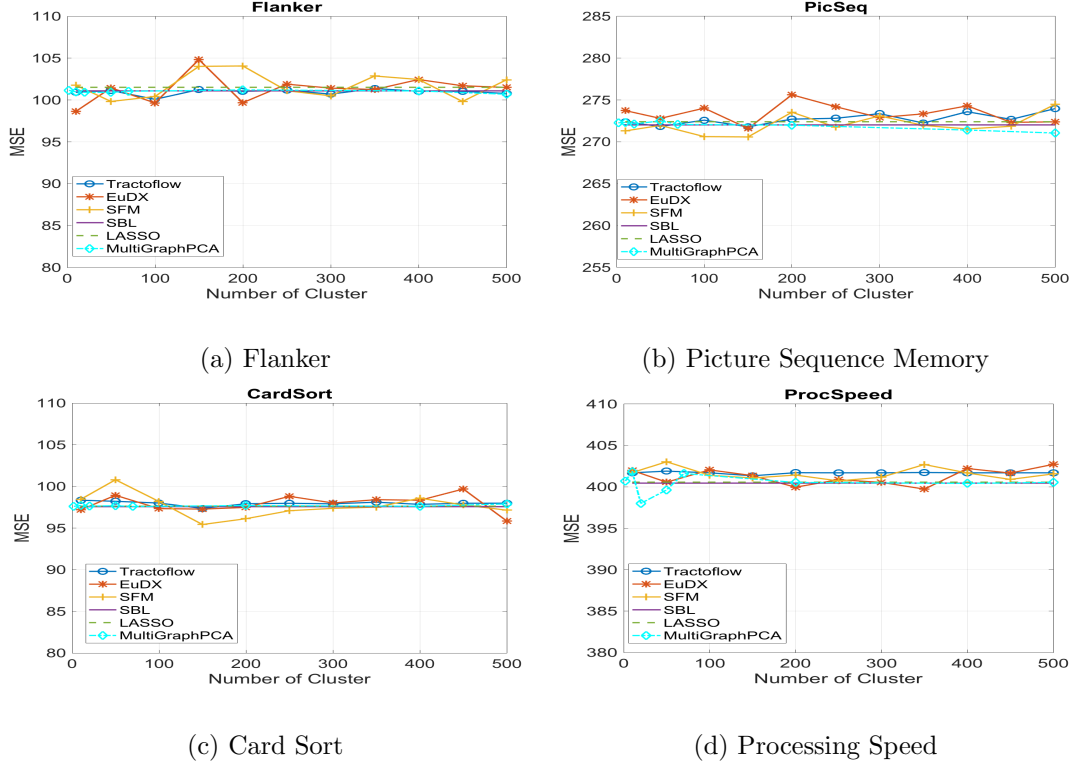 Flanker
110
105
100
95
90
85
80
MSE
Tractoflow
EuDX
SFM
SBL
LASSO
MultiGraphPCA
0 100 200 300 400 500
Number of Cluster
(a) Flanker
PicSeq
285
280
275
270
265
260
255
MSE
Tractoflow
EuDX
SFM
SBL
LASSO
MultiGraphPCA
0 100 200 300 400 500
Number of Cluster
(b) Picture Sequence Memory
CardSort
110
105
100
95
90
85
80
MSE
Tractoflow
EuDX
SFM
SBL
LASSO
MultiGraphPCA
0 100 200 300 400 500
Number of Cluster
(c) Card Sort
ProcSpeed
410
405
400
395
390
385
380
MSE
Tractoflow
EuDX
SFM
SBL
LASSO
MultiGraphPCA
0 100 200 300 400 500
Number of Cluster
(d) Processing Speed